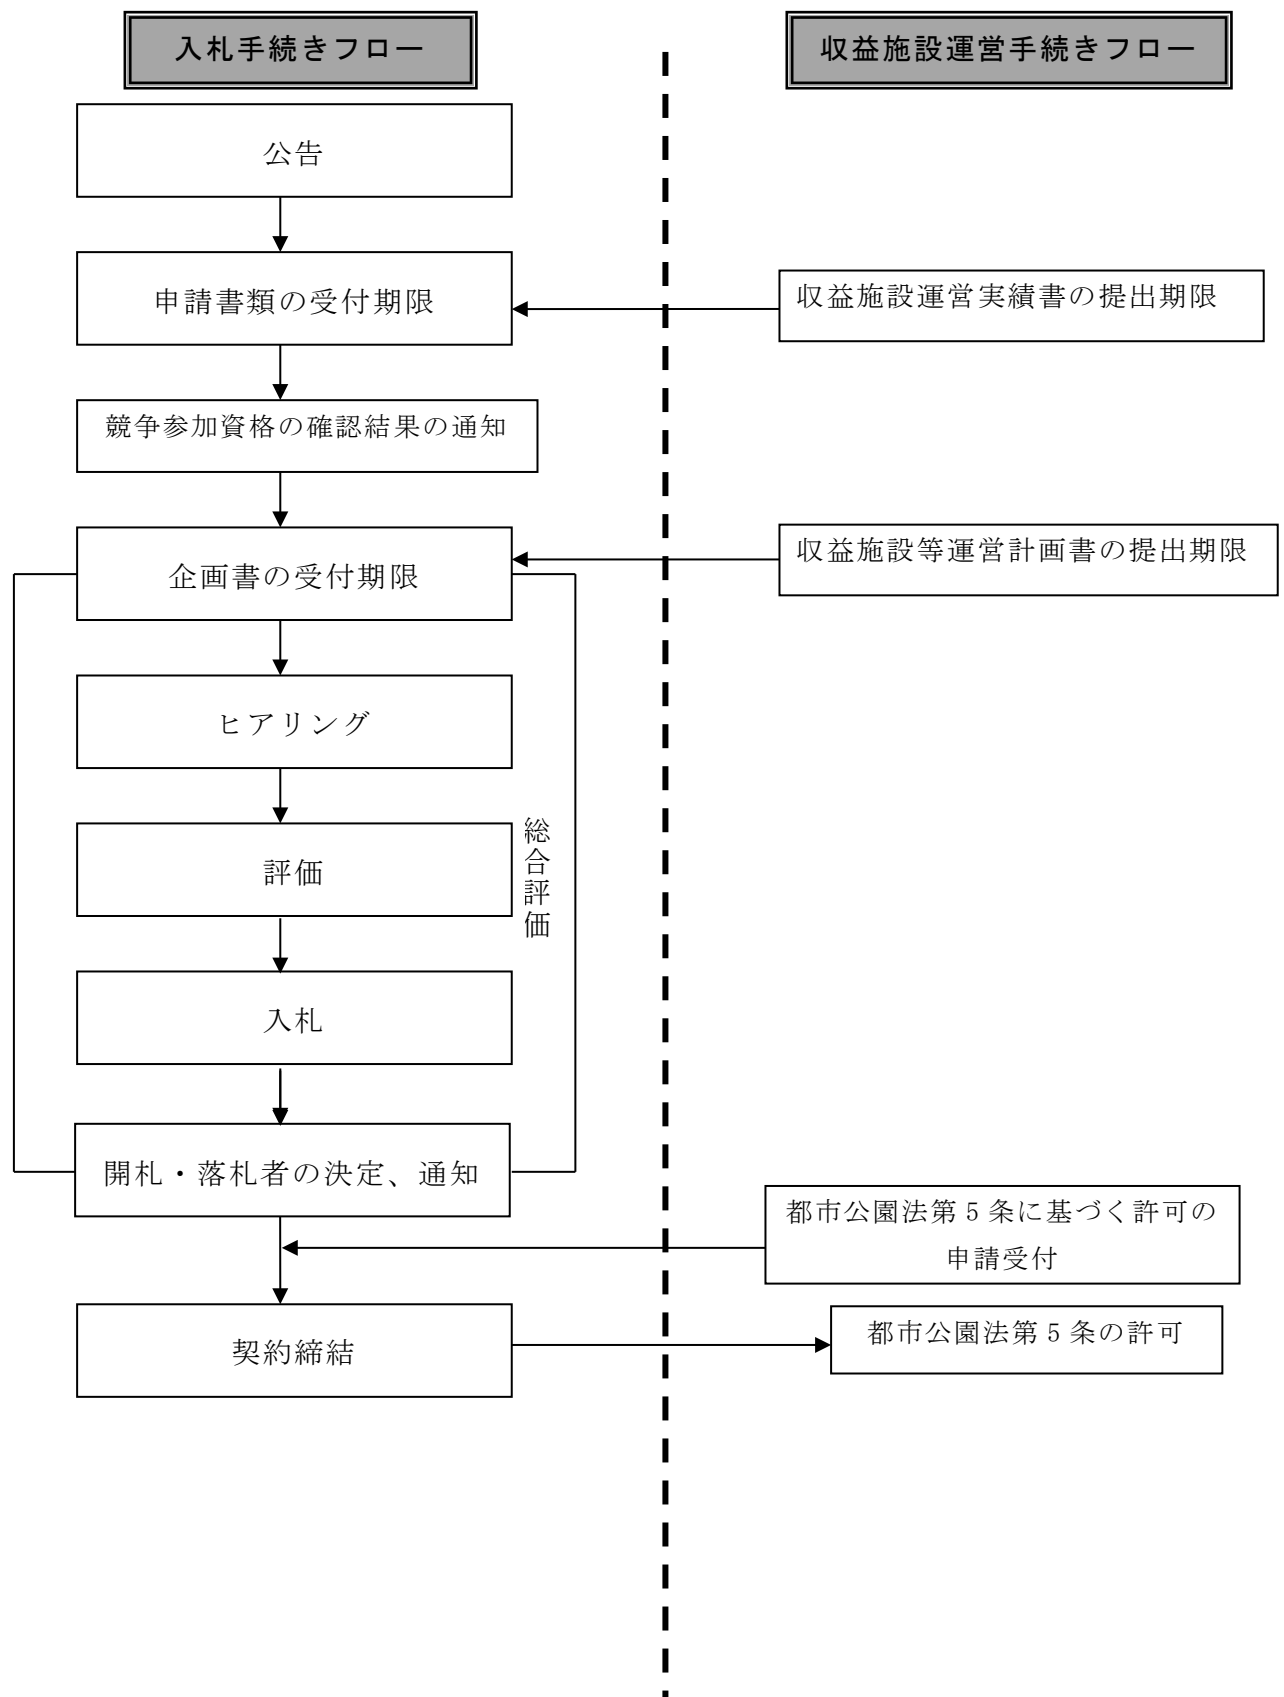 入札手続きフロー
収益施設運営手続きフロー
公告
申請書類の受付期限
収益施設運営実績書の提出期限
競争参加資格の確認結果の通知
企画書の受付期限
収益施設等運営計画書の提出期限
ヒアリング
評価
総合評価
入札
開札・落札者の決定、通知
都市公園法第5条に基づく許可の
申請受付
契約締結
都市公園法第5条の許可